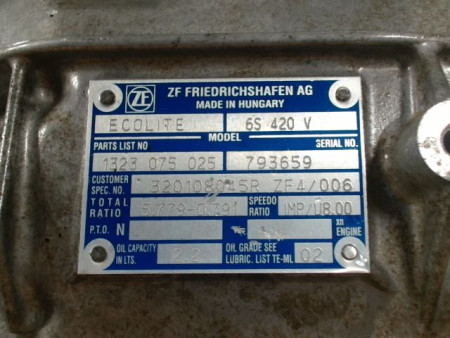 ZF
ZF FRIEDRICHSHAFEN AG
MADE IN HUNGARY
ECOLITE 6S 420 V
MODEL
PARTS LIST NO SERIAL NO.
1323 075 025 793659
CUSTOMER
SPEC. NO. ZF4/006
TOTAL
RATIO
SPEEDO
RATIO IMP/U8.00
P.T.O. N
ENGINE
OIL CAPACITY
IN LTS.
OIL GRADE SEE
LUBRIC. LIST TE-ML 02